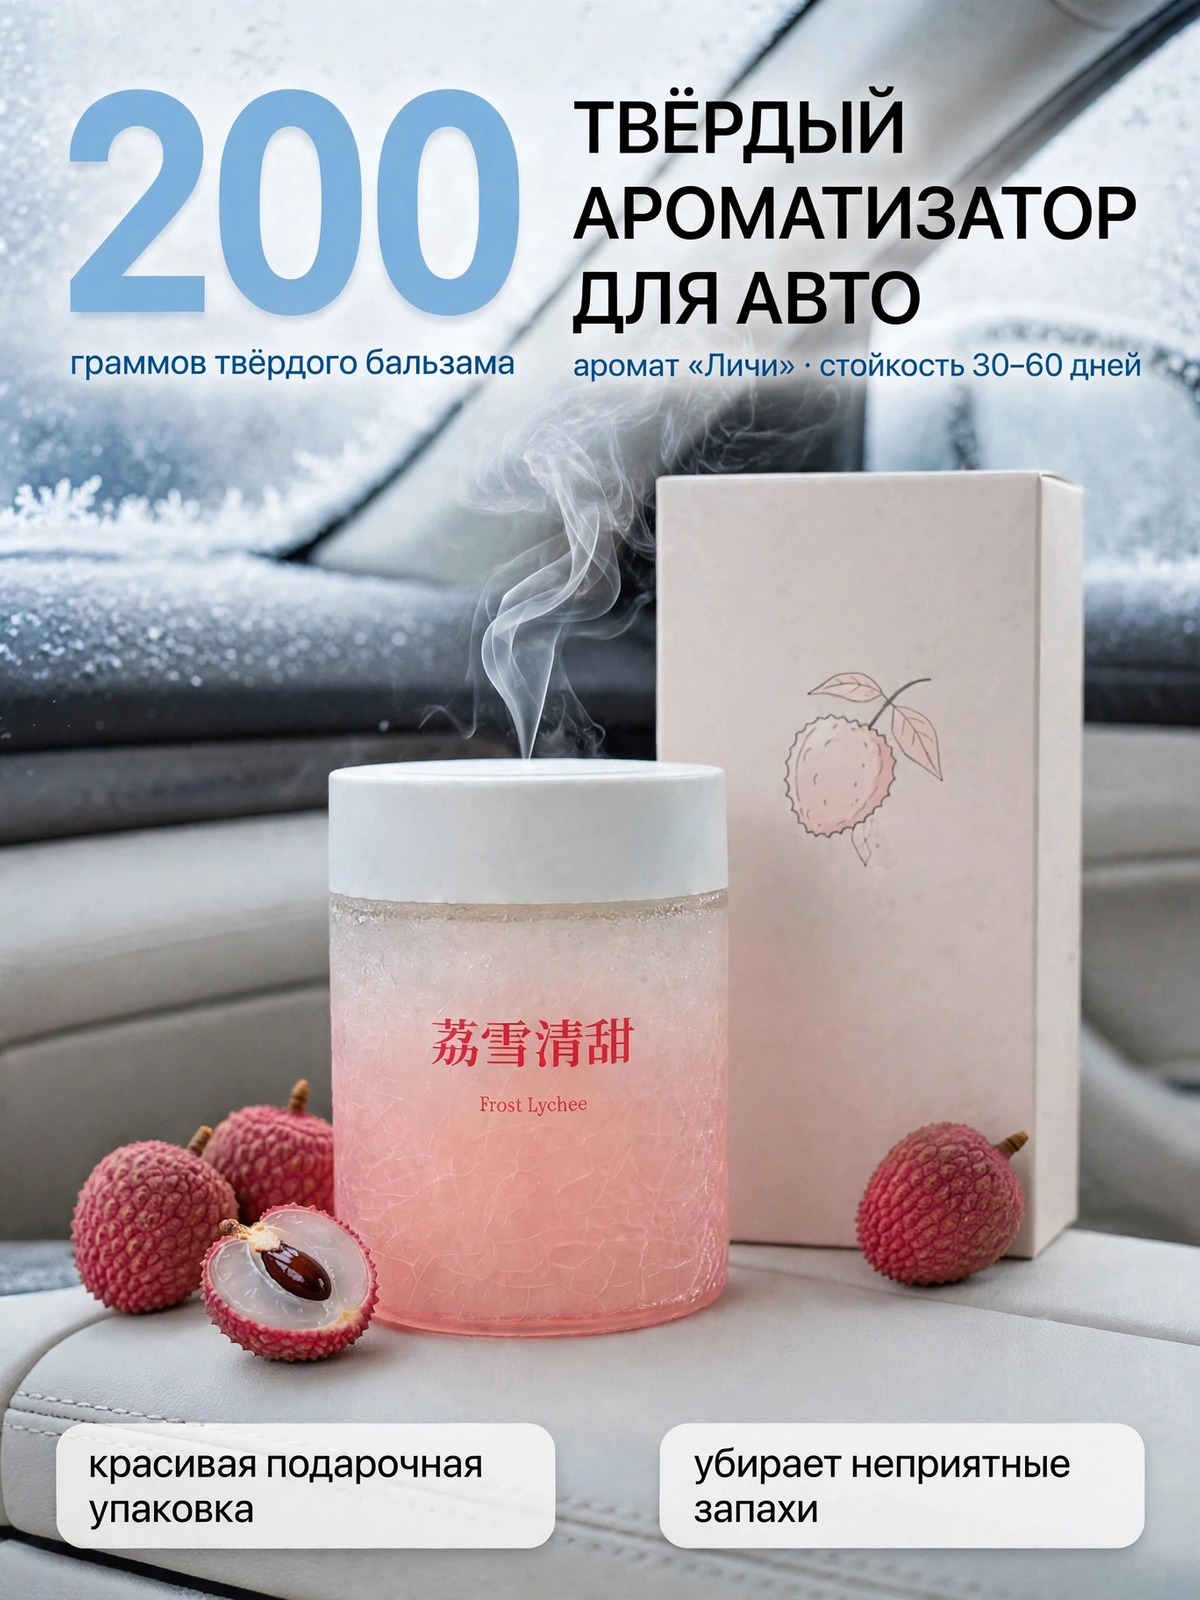 200
граммов твёрдого бальзама
ТВЁРДЫЙ
АРОМАТИЗАТОР
ДЛЯ АВТО
аромат «Личи» · стойкость 30–60 дней
荔雪清甜
Frost Lychee
красивая подарочная
упаковка
убирает неприятные
запахи